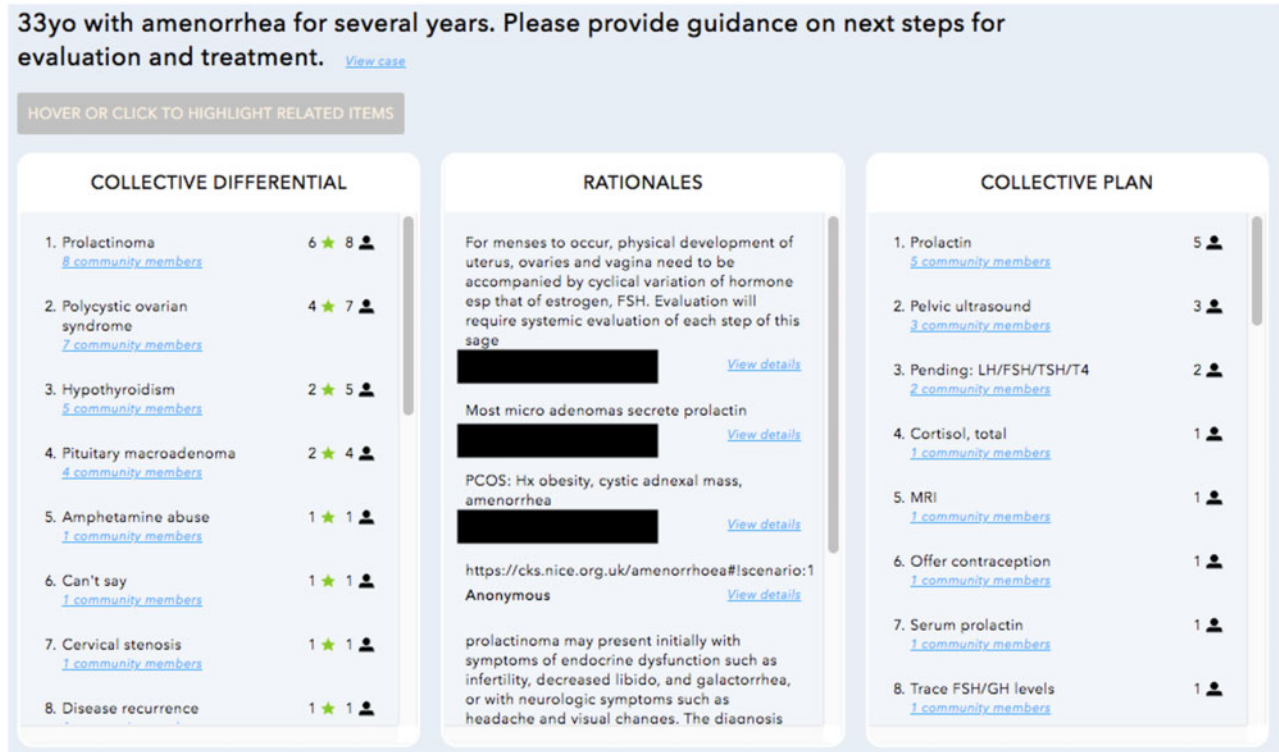 33yo with amenorrhea for several years. Please provide guidance on next steps for
evaluation and treatment. View case
HOVER OR CLICK TO HIGHLIGHT RELATED ITEMS
COLLECTIVE DIFFERENTIAL
1. Prolactinoma 6 ★ 8
8 community members
2. Polycystic ovarian 4 ★ 7
syndrome
7 community members
3. Hypothyroidism 2 ★ 5
5 community members
4. Pituitary macroadenoma 2 ★ 4
4 community members
5. Amphetamine abuse 1 ★ 1
1 community members
6. Can't say 1 ★ 1
1 community members
7. Cervical stenosis 1 ★ 1
1 community members
8. Disease recurrence 1 ★ 1
RATIONALES
For menses to occur, physical development of
uterus, ovaries and vagina need to be
accompanied by cyclical variation of hormone
esp that of estrogen, FSH. Evaluation will
require systemic evaluation of each step of this
sage
View details
Most micro adenomas secrete prolactin
View details
PCOS: Hx obesity, cystic adnexal mass,
amenorrhea
View details
https://cks.nice.org.uk/amenorrhoea#!scenario:1
Anonymous View details
prolactinoma may present initially with
symptoms of endocrine dysfunction such as
infertility, decreased libido, and galactorrhea,
or with neurologic symptoms such as
headache and visual changes. The diagnosis
COLLECTIVE PLAN
1. Prolactin 5
5 community members
2. Pelvic ultrasound 3
3 community members
3. Pending: LH/FSH/TSH/T4 2
2 community members
4. Cortisol, total 1
1 community members
5. MRI 1
1 community members
6. Offer contraception 1
1 community members
7. Serum prolactin 1
1 community members
8. Trace FSH/GH levels 1
1 community members